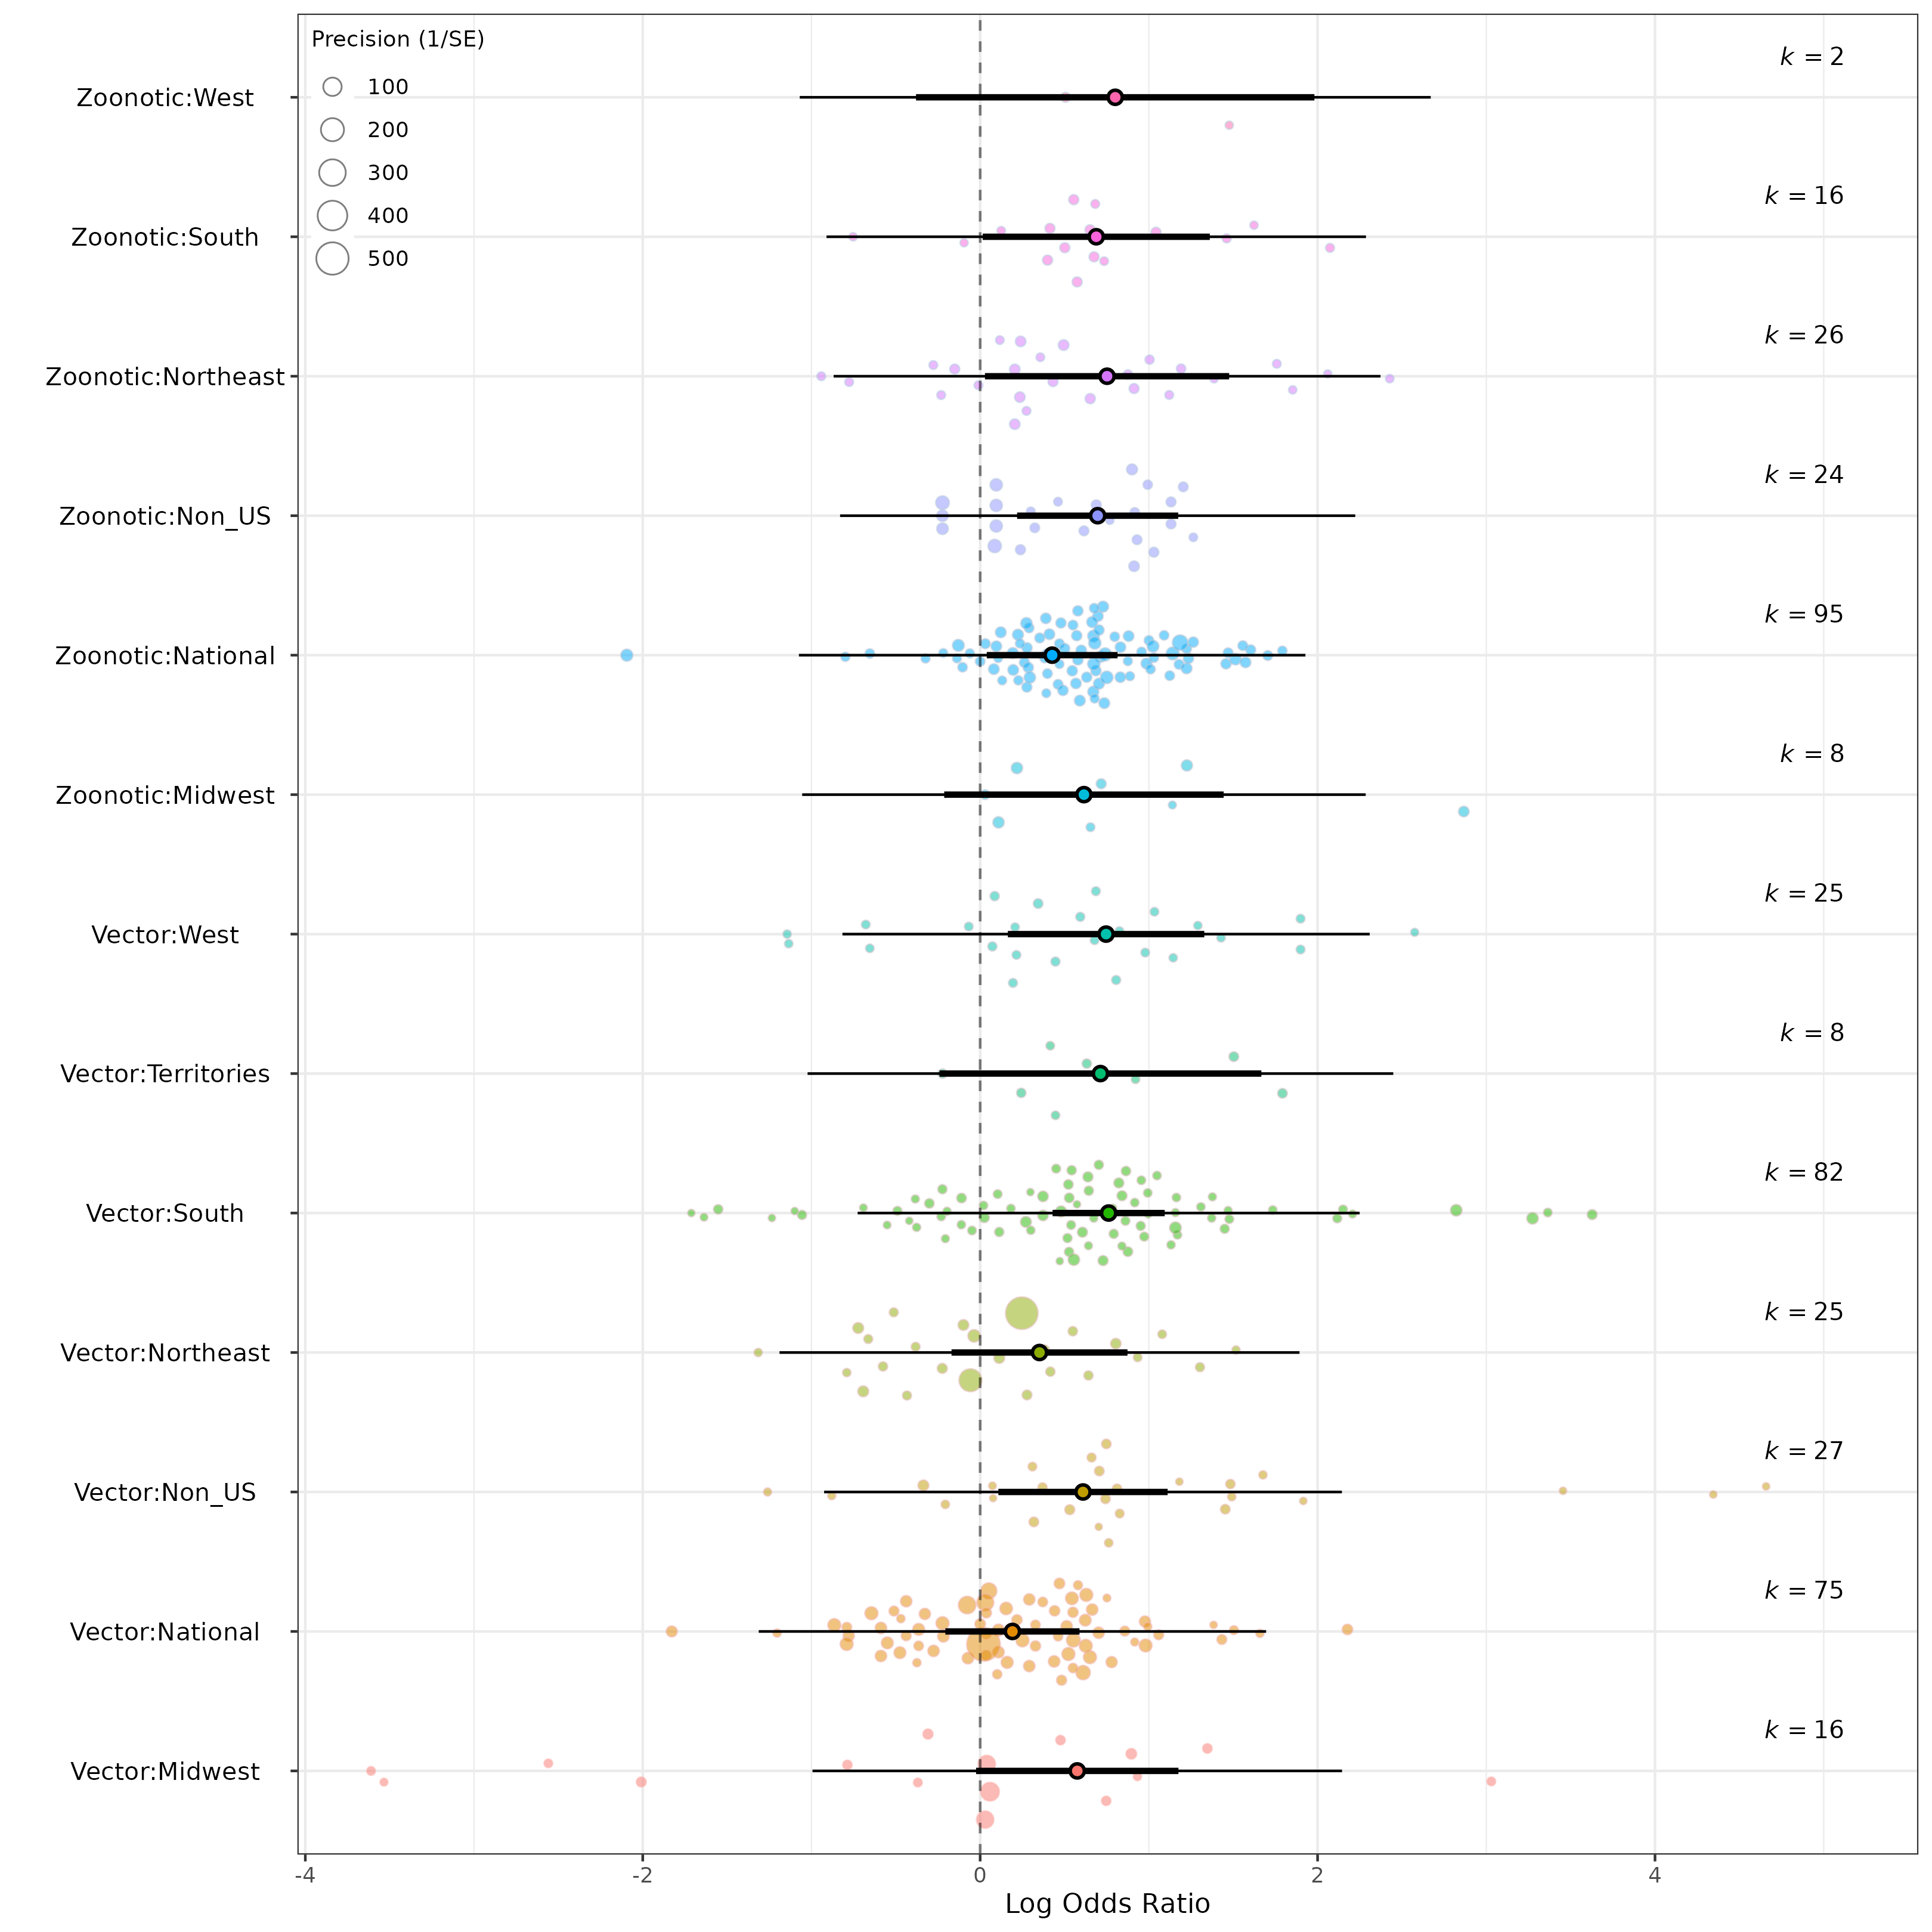 Precision (1/SE)
100
200
300
400
500
Zoonotic:West
k = 2
Zoonotic:South
k = 16
Zoonotic:Northeast
k = 26
Zoonotic:Non_US
k = 24
Zoonotic:National
k = 95
Zoonotic:Midwest
k = 8
Vector:West
k = 25
Vector:Territories
k = 8
Vector:South
k = 82
Vector:Northeast
k = 25
Vector:Non_US
k = 27
Vector:National
k = 75
Vector:Midwest
k = 16
-4 -2 0 2 4
Log Odds Ratio